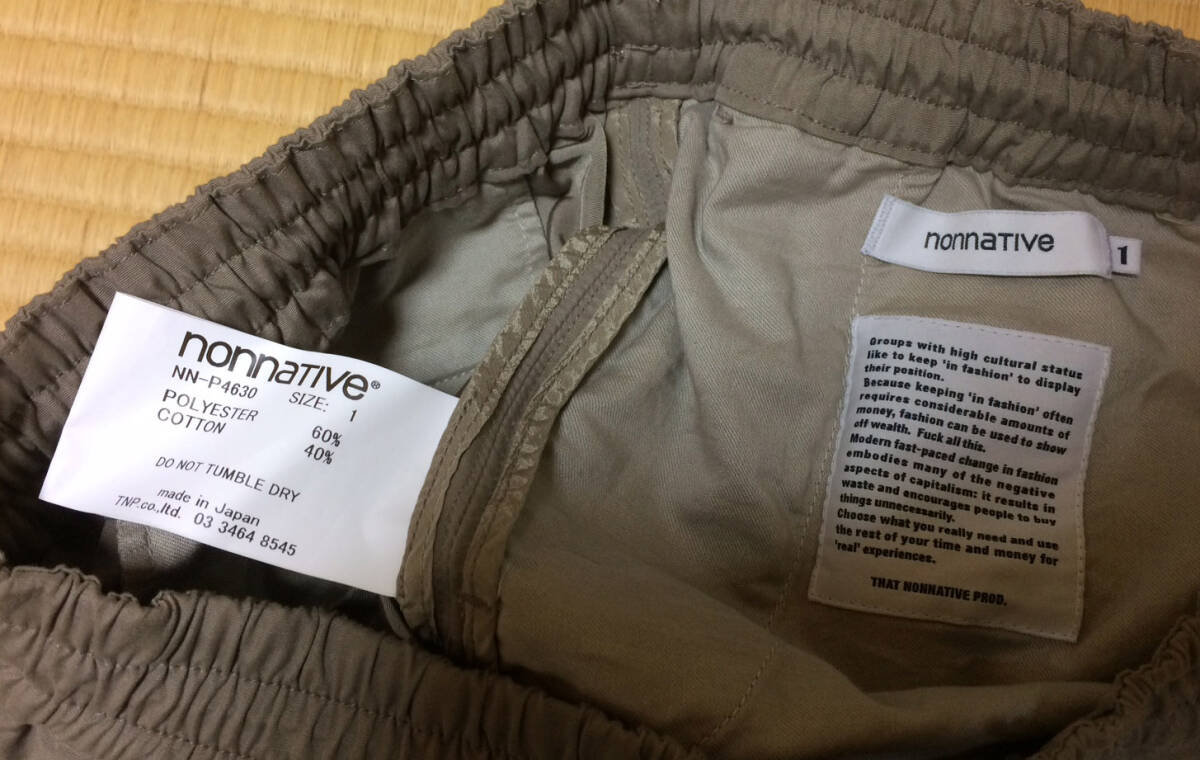 nonnative®
NN-P4630 SIZE: 1
POLYESTER 60%
COTTON 40%
DO NOT TUMBLE DRY
made in Japan
TNP.co.,ltd. 03 3464 8545
nonnative
1
Groups with high cultural status
like to keep 'in fashion' to display
their position.
Because keeping 'in fashion' often
requires considerable amounts of
money, fashion can be used to show
off wealth. Fuck all this.
Modern fast-paced change in fashion
embodies many of the negative
aspects of capitalism: it results in
waste and encourages people to buy
things unnecessarily.
Choose what you really need and use
the rest of your time and money for
'real' experiences.
THAT NONNATIVE PROD.